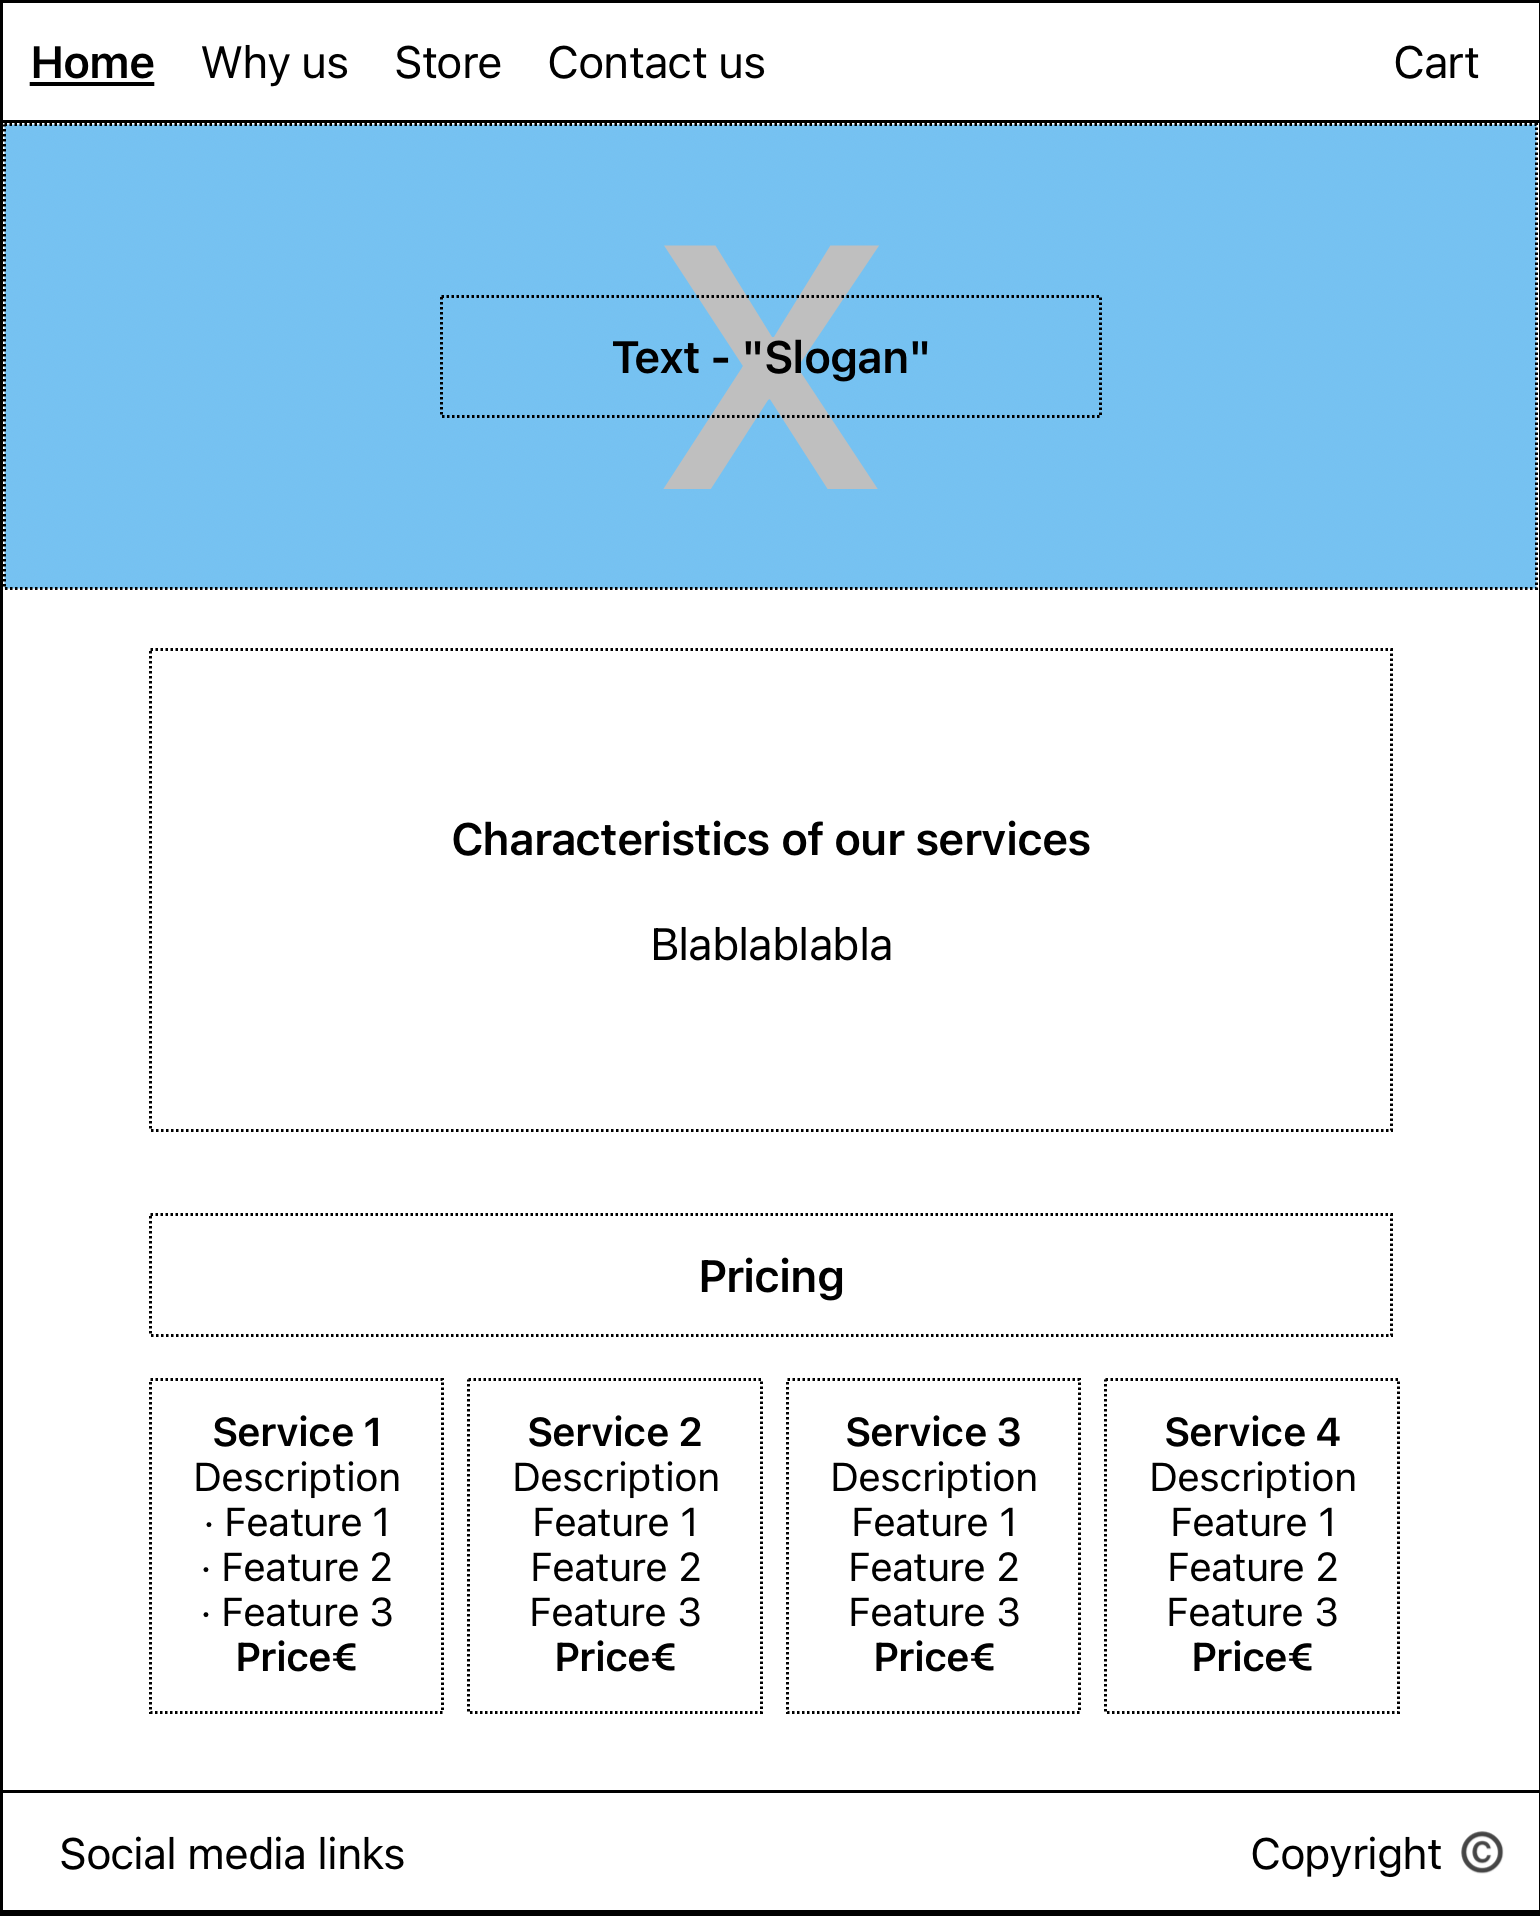 Home Why us Store Contact us Cart
X
Text - "Slogan"
Characteristics of our services
Blablablabla
Pricing
Service 1
Description
· Feature 1
· Feature 2
· Feature 3
Price€
Service 2
Description
Feature 1
Feature 2
Feature 3
Price€
Service 3
Description
Feature 1
Feature 2
Feature 3
Price€
Service 4
Description
Feature 1
Feature 2
Feature 3
Price€
Social media links Copyright ©